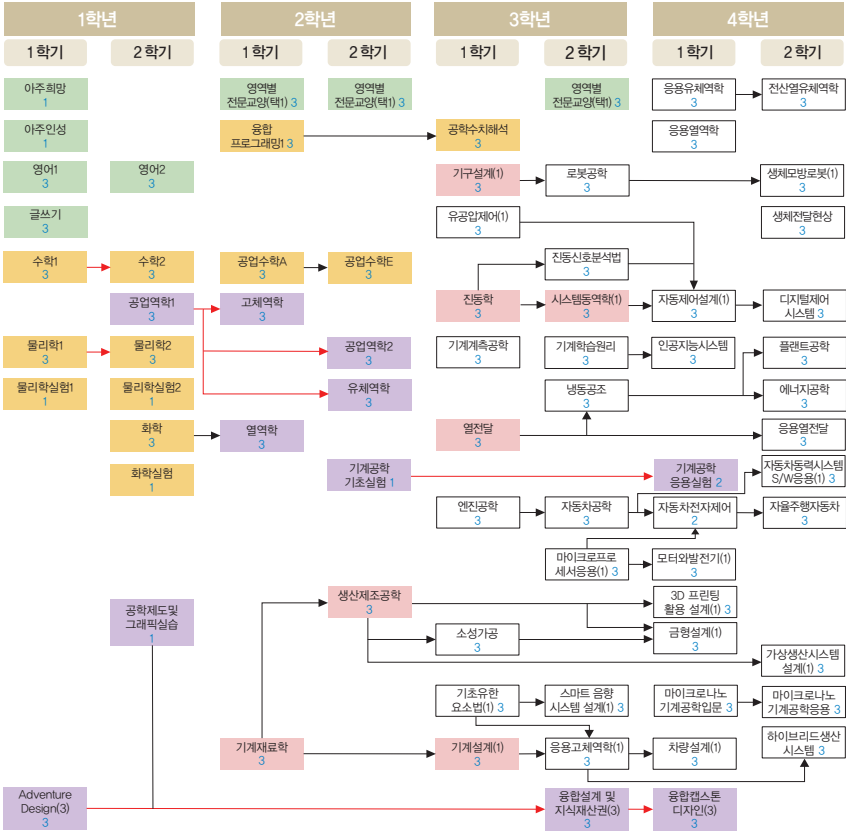 1학년
2학년
3학년
4학년
1학기
2학기
1학기
2학기
1학기
2학기
1학기
2학기
아주희망
1
영역별
전문교양(택1) 3
영역별
전문교양(택1) 3
영역별
전문교양(택1) 3
응용유체역학
3
전산열유체역학
3
아주인성
1
융합
프로그래밍1 3
공학수치해석
3
응용열역학
3
영어1
3
영어2
3
기구설계(1)
3
로봇공학
3
생체모방로봇(1)
3
글쓰기
3
유공압제어(1)
3
생체전달현상
3
수학1
3
수학2
3
공업수학A
3
공업수학E
3
진동신호분석법
3
공업역학1
3
고체역학
3
진동학
3
시스템동역학(1)
3
자동제어설계(1)
3
디지털제어
시스템 3
물리학1
3
물리학2
3
공업역학2
3
기계계측공학
3
기계학습원리
3
인공지능시스템
3
플랜트공학
3
물리학실험1
1
물리학실험2
1
유체역학
3
냉동공조
3
에너지공학
3
화학
3
열역학
3
열전달
3
응용열전달
3
화학실험
1
기계공학
기초실험 1
기계공학
응용실험 2
자동차동력시스템
S/W응용(1) 3
엔진공학
3
자동차공학
3
자동차전자제어
2
자율주행자동차
3
마이크로프로
세서응용(1) 3
모터와발전기(1)
3
공학제도및
그래픽실습
1
생산제조공학
3
3D 프린팅
활용 설계(1) 3
소성가공
3
금형설계(1)
3
가상생산시스템
설계(1) 3
기초유한
요소법(1) 3
스마트 음향
시스템 설계(1) 3
마이크로나노
기계공학입문 3
마이크로나노
기계공학응용 3
기계재료학
3
기계설계(1)
3
응용고체역학(1)
3
차량설계(1)
3
하이브리드생산
시스템 3
Adventure
Design(3)
3
융합설계 및
지식재산권(3)
3
융합캡스톤
디자인(3)
3